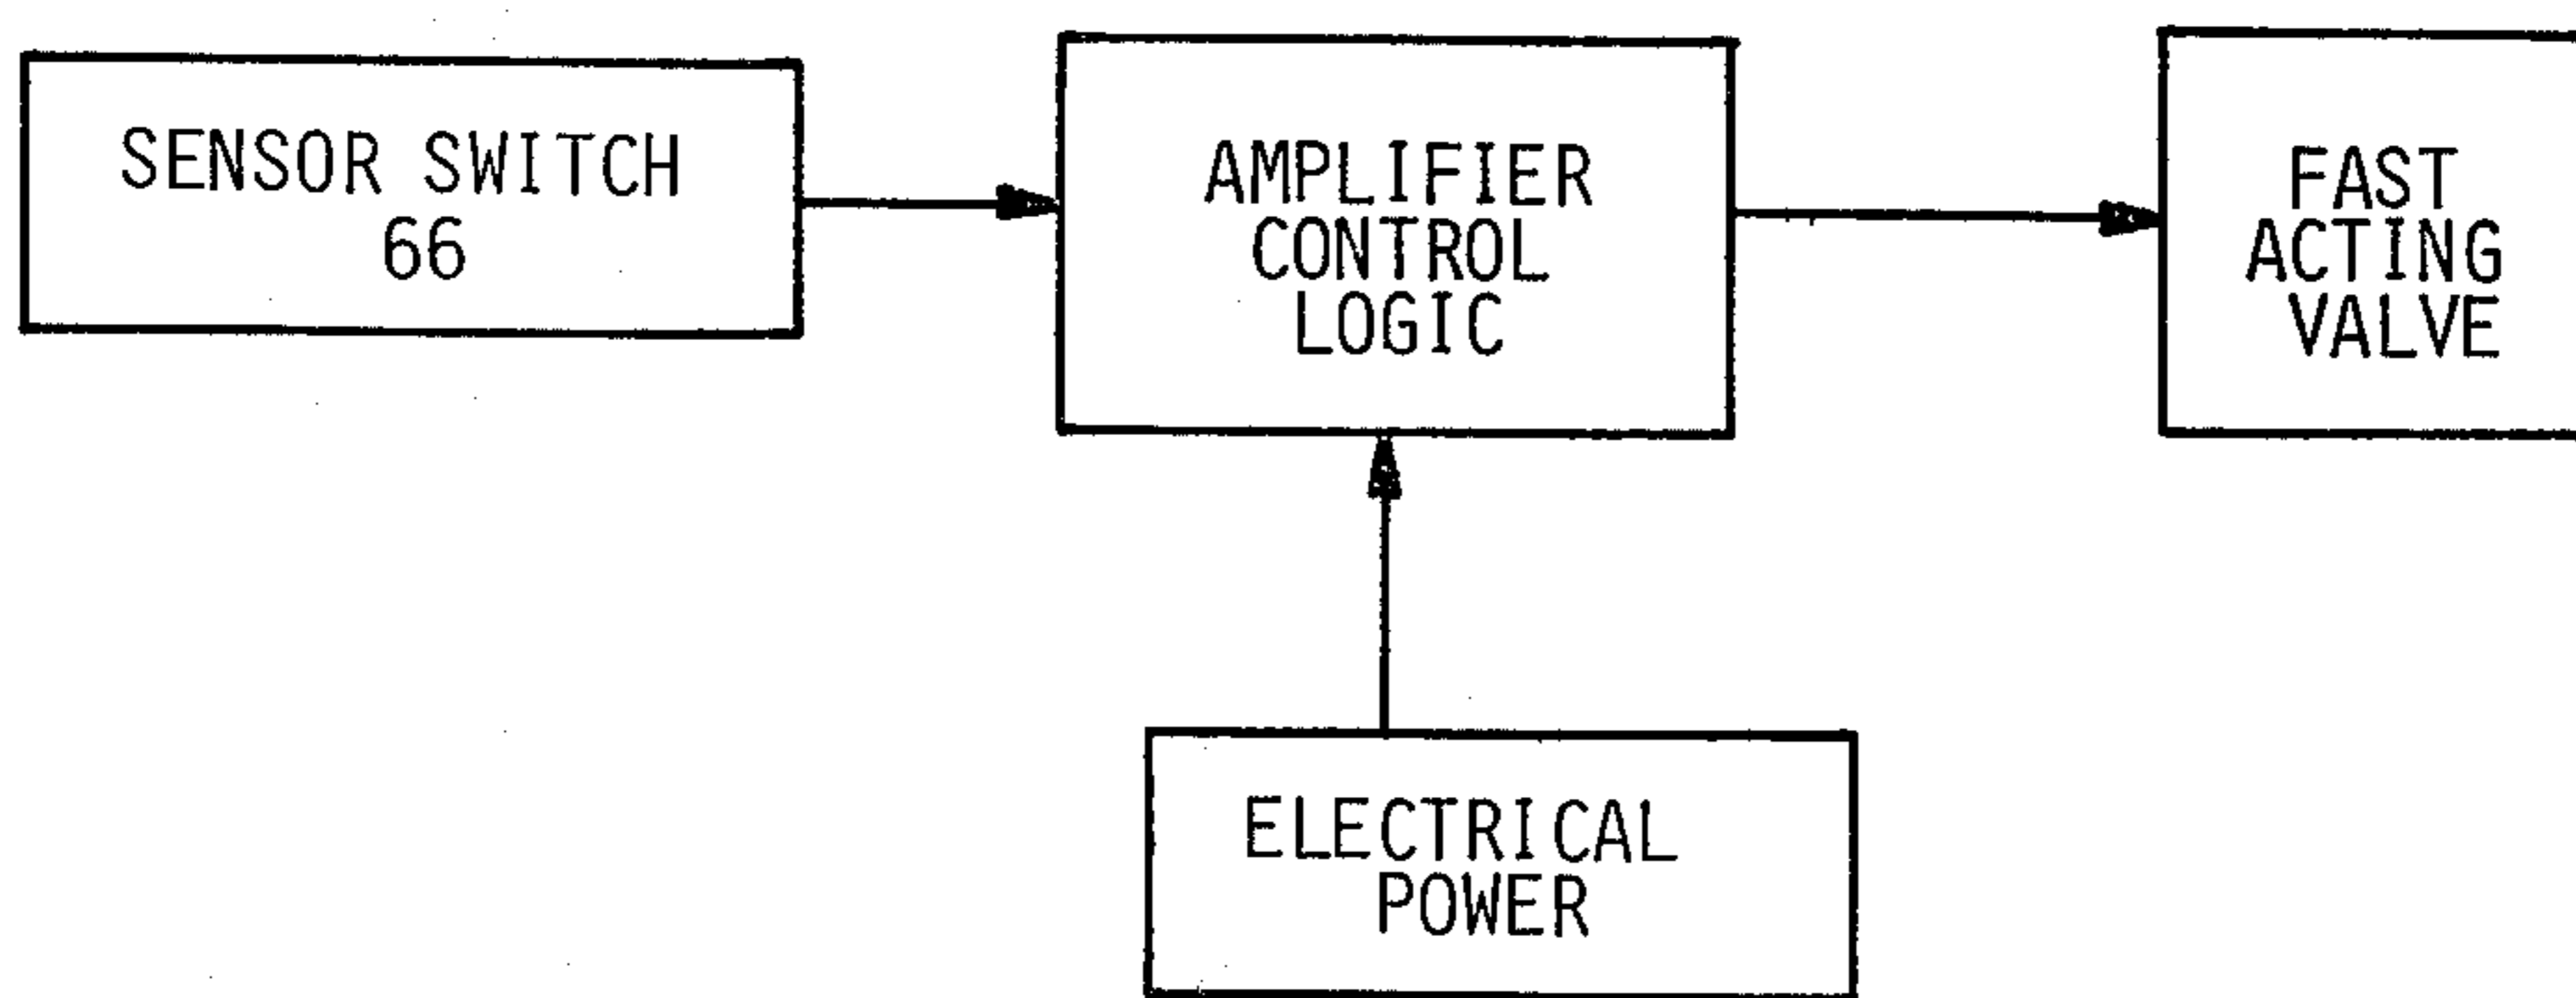 SENSOR SWITCH
66
AMPLIFIER
CONTROL
LOGIC
FAST
ACTING
VALVE
ELECTRICAL
POWER